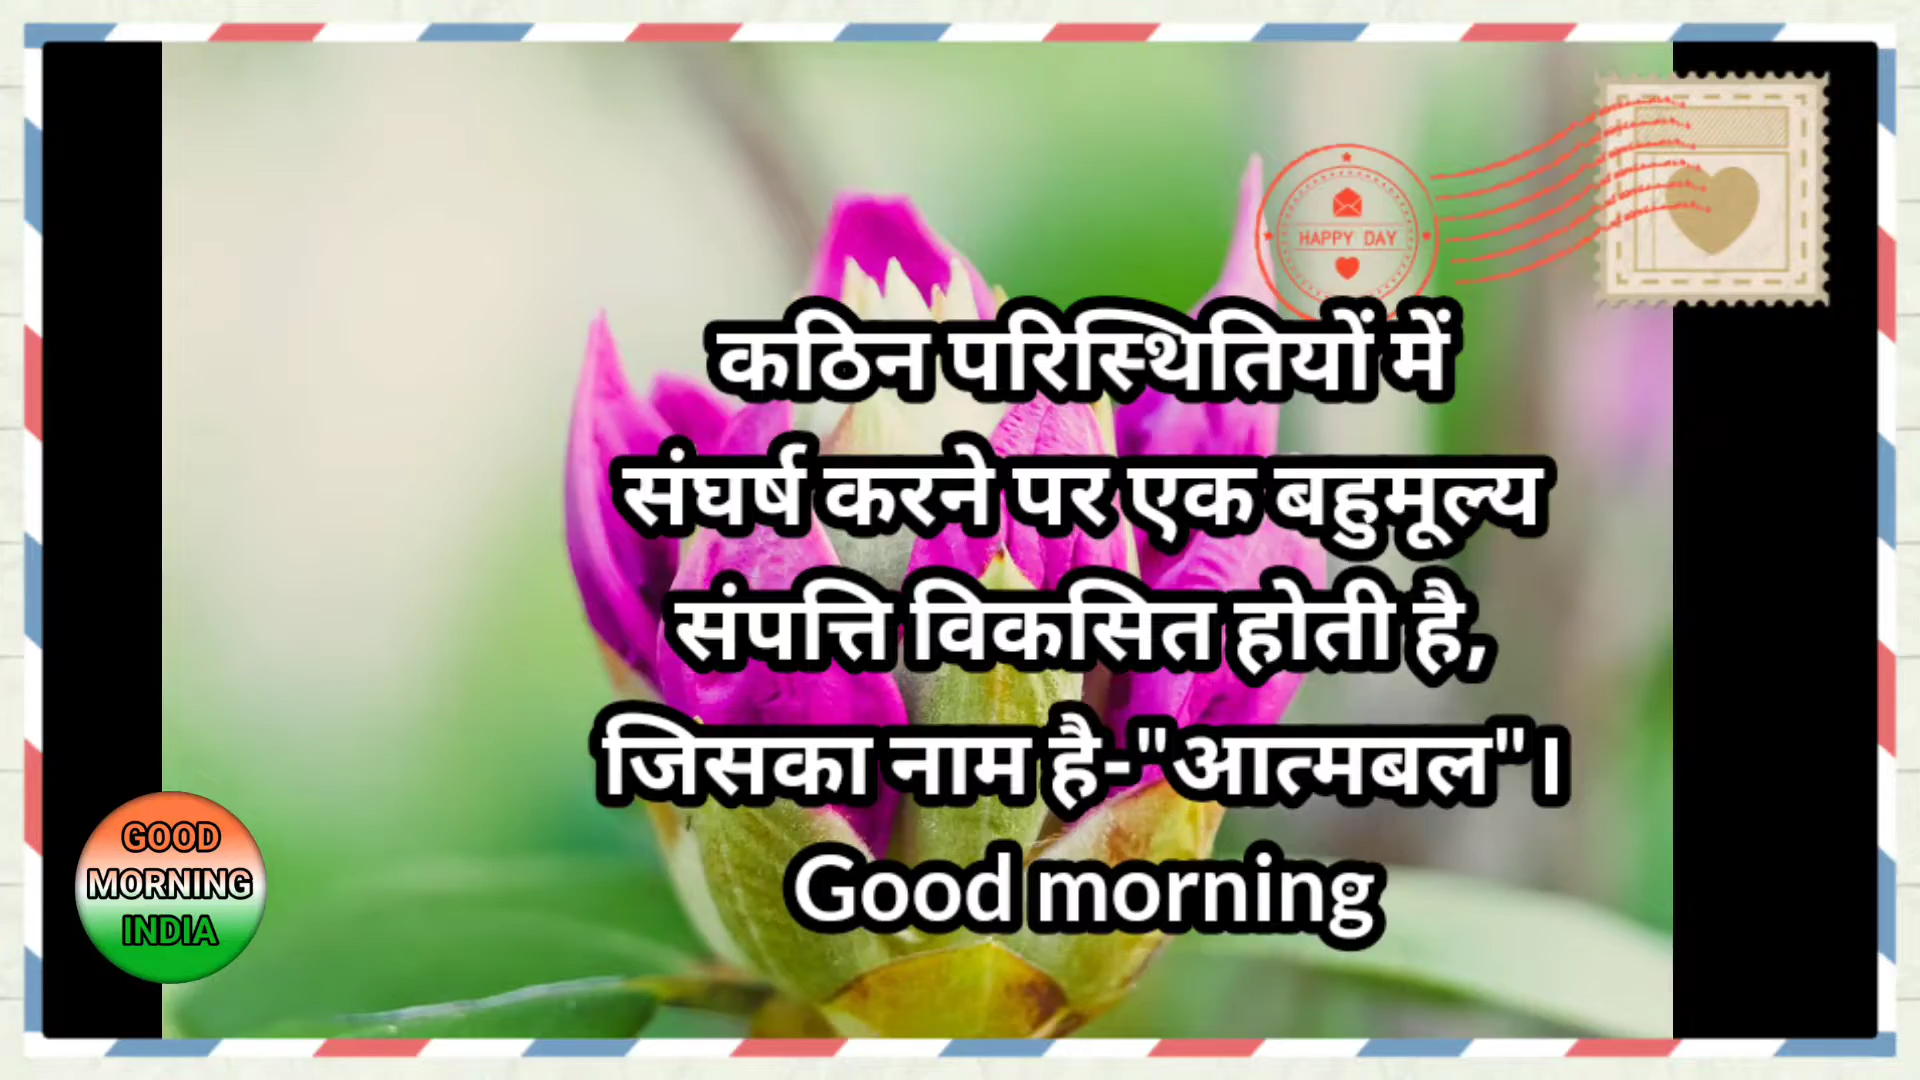 HAPPY DAY
कठिन परिस्थितियों में
संघर्ष करने पर एक बहुमूल्य
संपत्ति विकसित होती है,
जिसका नाम है-"आत्मबल"।
Good morning
GOOD
MORNING
INDIA